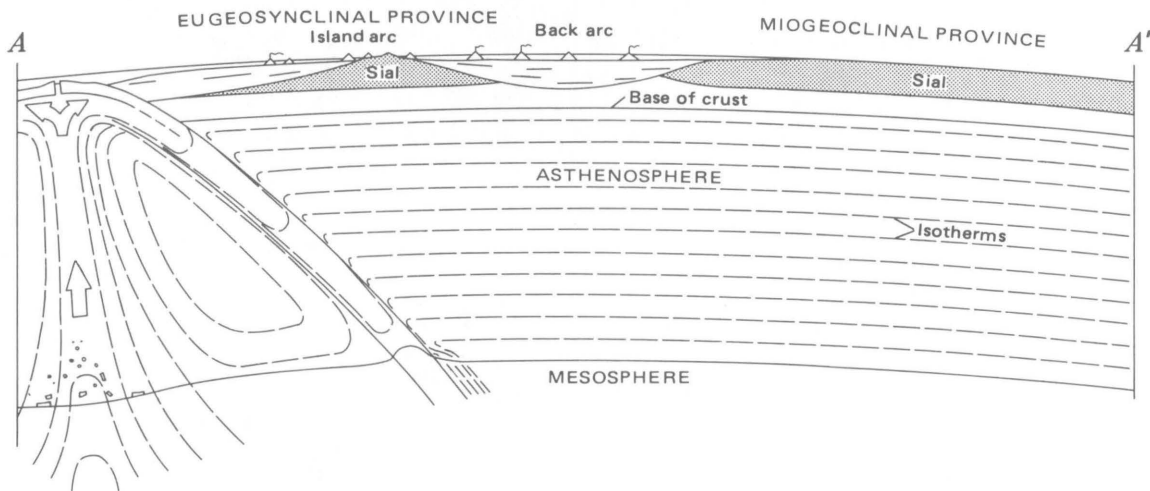 EUGEOSYNCLINAL PROVINCE
MIOGEOCLINAL PROVINCE
A
Island arc
Back arc
A'
Sial
Sial
Base of crust
ASTHENOSPHERE
Isotherms
MESOSPHERE